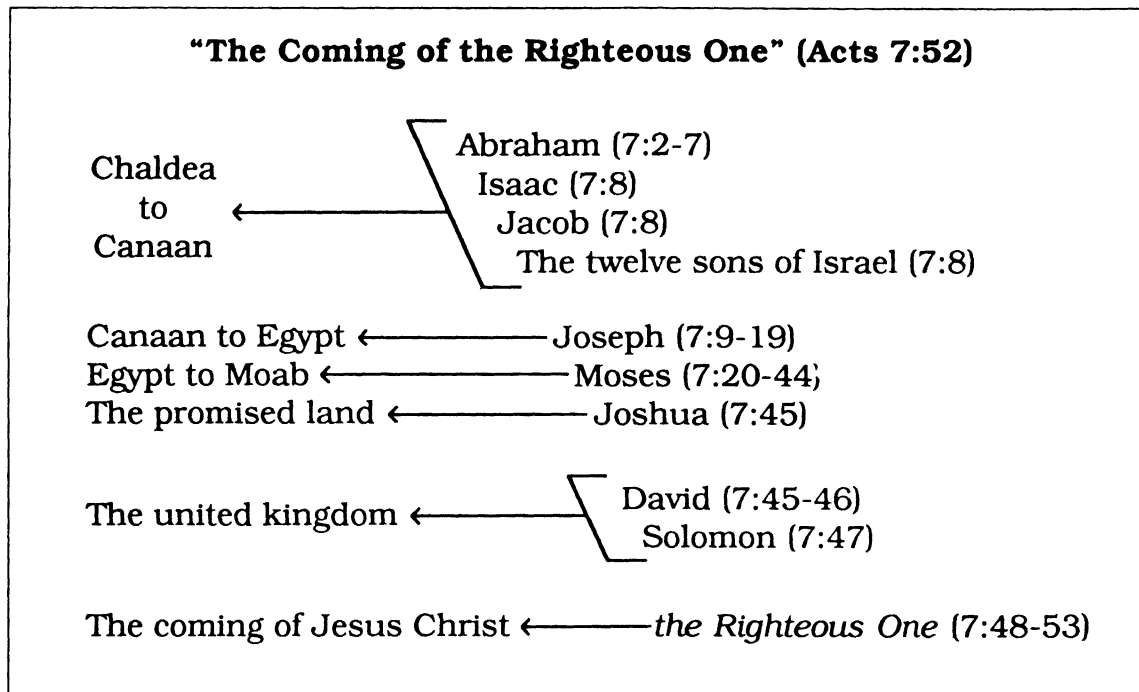 “The Coming of the Righteous One” (Acts 7:52)
Chaldea
to
Canaan
Abraham (7:2-7)
Isaac (7:8)
Jacob (7:8)
The twelve sons of Israel (7:8)
Canaan to Egypt ← Joseph (7:9-19)
Egypt to Moab ← Moses (7:20-44)
The promised land ← Joshua (7:45)
The united kingdom ←
David (7:45-46)
Solomon (7:47)
The coming of Jesus Christ ← the Righteous One (7:48-53)